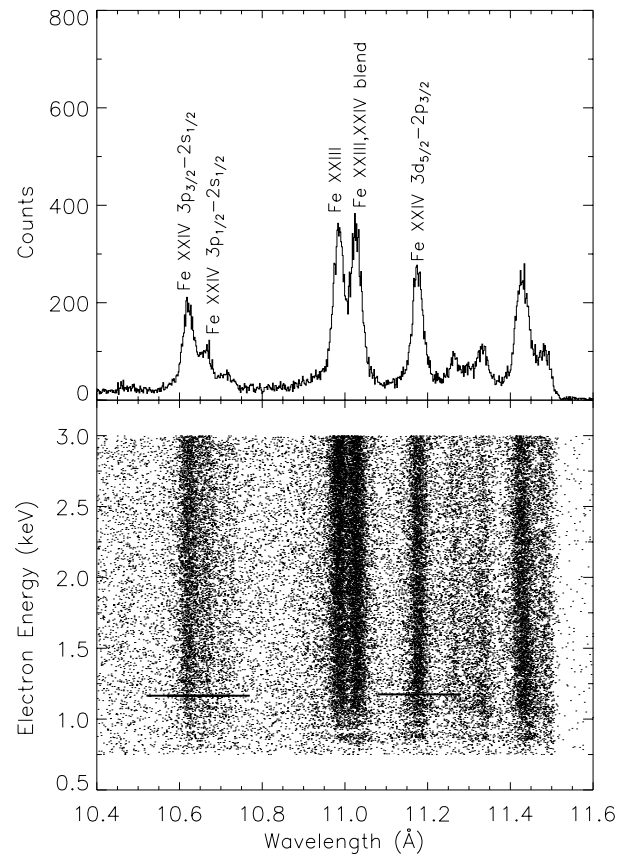 800
600
400
200
0
Counts
Fe XXIV 3p3/2−2s1/2
Fe XXIV 3p1/2−2s1/2
Fe XXIII
Fe XXIII,XXIV blend
Fe XXIV 3d5/2−2p3/2
3.0
2.5
2.0
1.5
1.0
0.5
Electron Energy (keV)
10.4 10.6 10.8 11.0 11.2 11.4 11.6
Wavelength (Å)